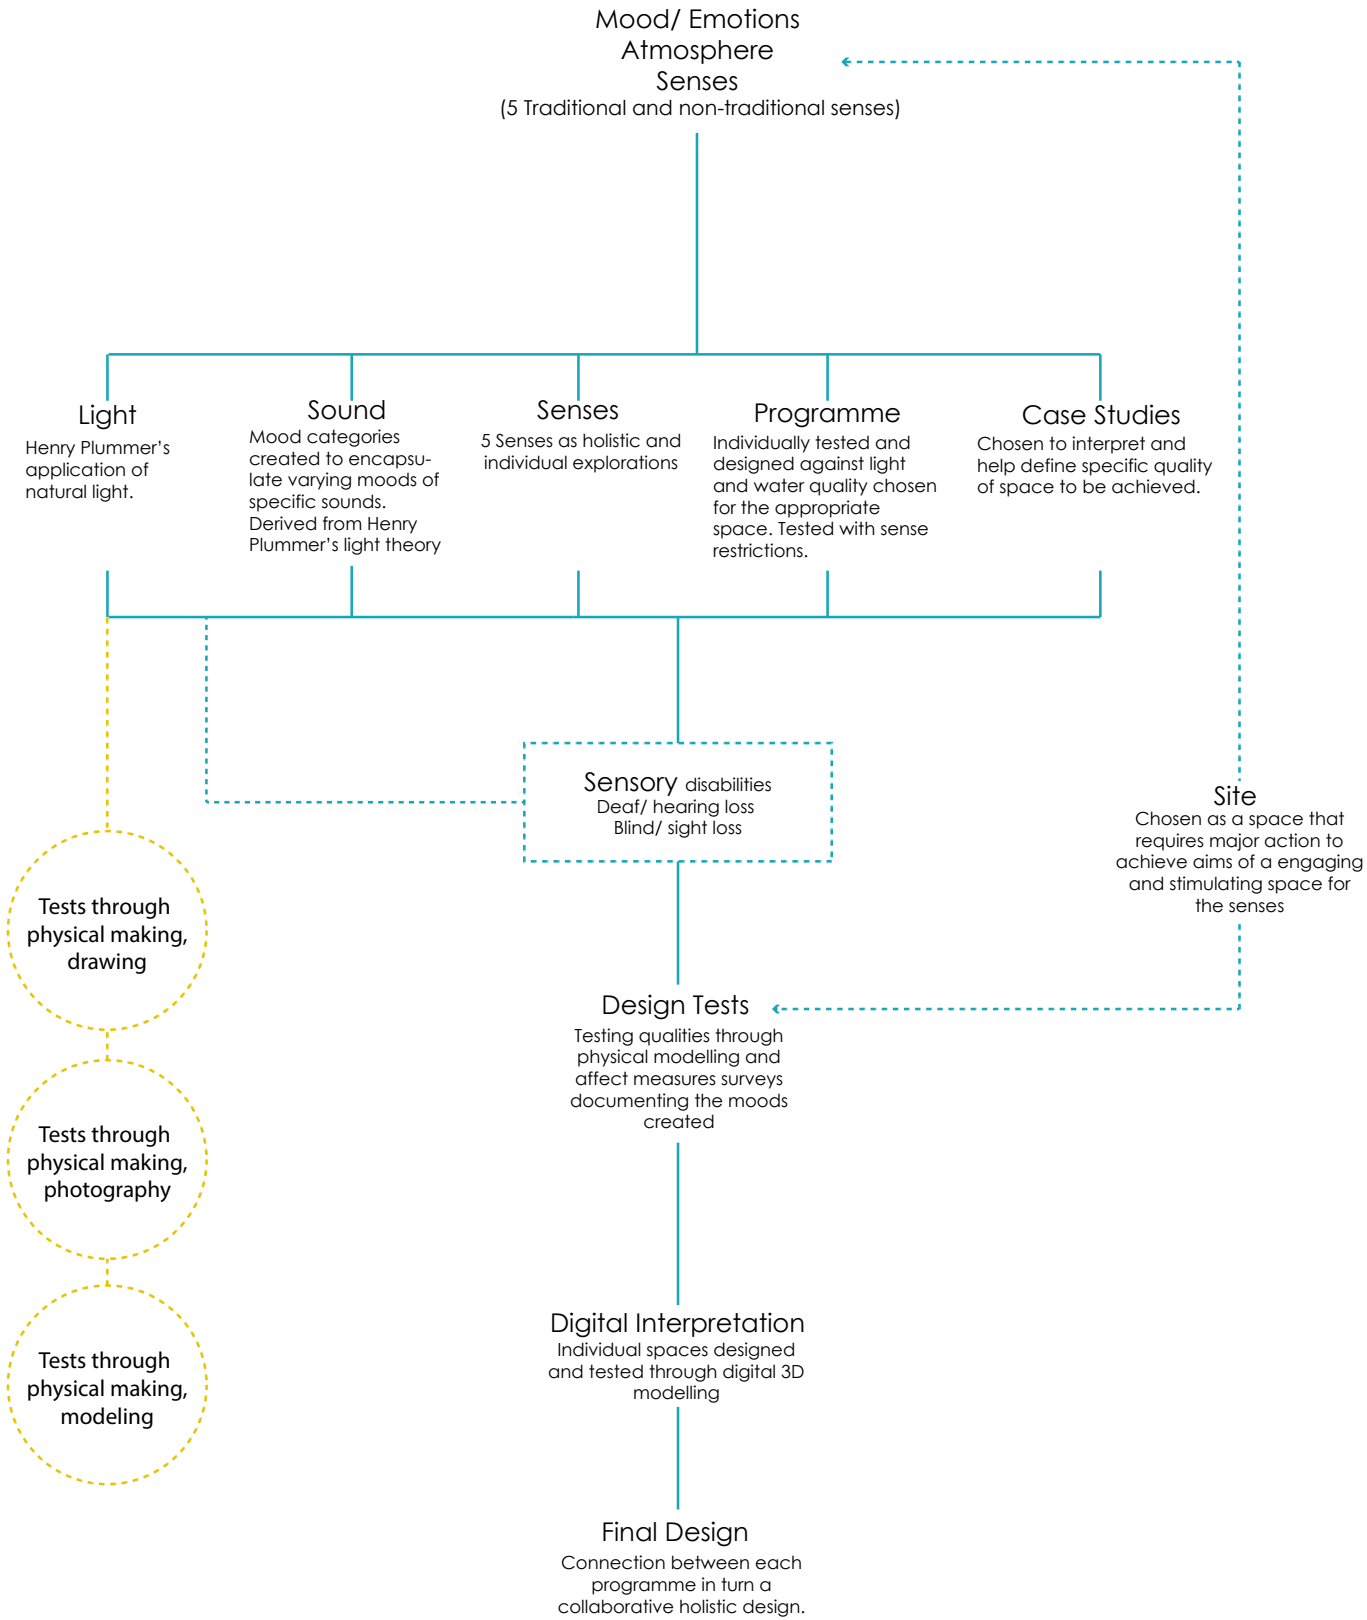 Mood/ Emotions
Atmosphere
Senses
(5 Traditional and non-traditional senses)
Light
Henry Plummer's
application of
natural light.
Sound
Mood categories
created to encapsu-
late varying moods of
specific sounds.
Derived from Henry
Plummer's light theory
Senses
5 Senses as holistic and
individual explorations
Programme
Individually tested and
designed against light
and water quality chosen
for the appropriate
space. Tested with sense
restrictions.
Case Studies
Chosen to interpret and
help define specific quality
of space to be achieved.
Sensory disabilities
Deaf/ hearing loss
Blind/ sight loss
Site
Chosen as a space that
requires major action to
achieve aims of a engaging
and stimulating space for
the senses
Tests through
physical making,
drawing
Design Tests
Testing qualities through
physical modelling and
affect measures surveys
documenting the moods
created
Tests through
physical making,
photography
Digital Interpretation
Individual spaces designed
and tested through digital 3D
modelling
Tests through
physical making,
modeling
Final Design
Connection between each
programme in turn a
collaborative holistic design.